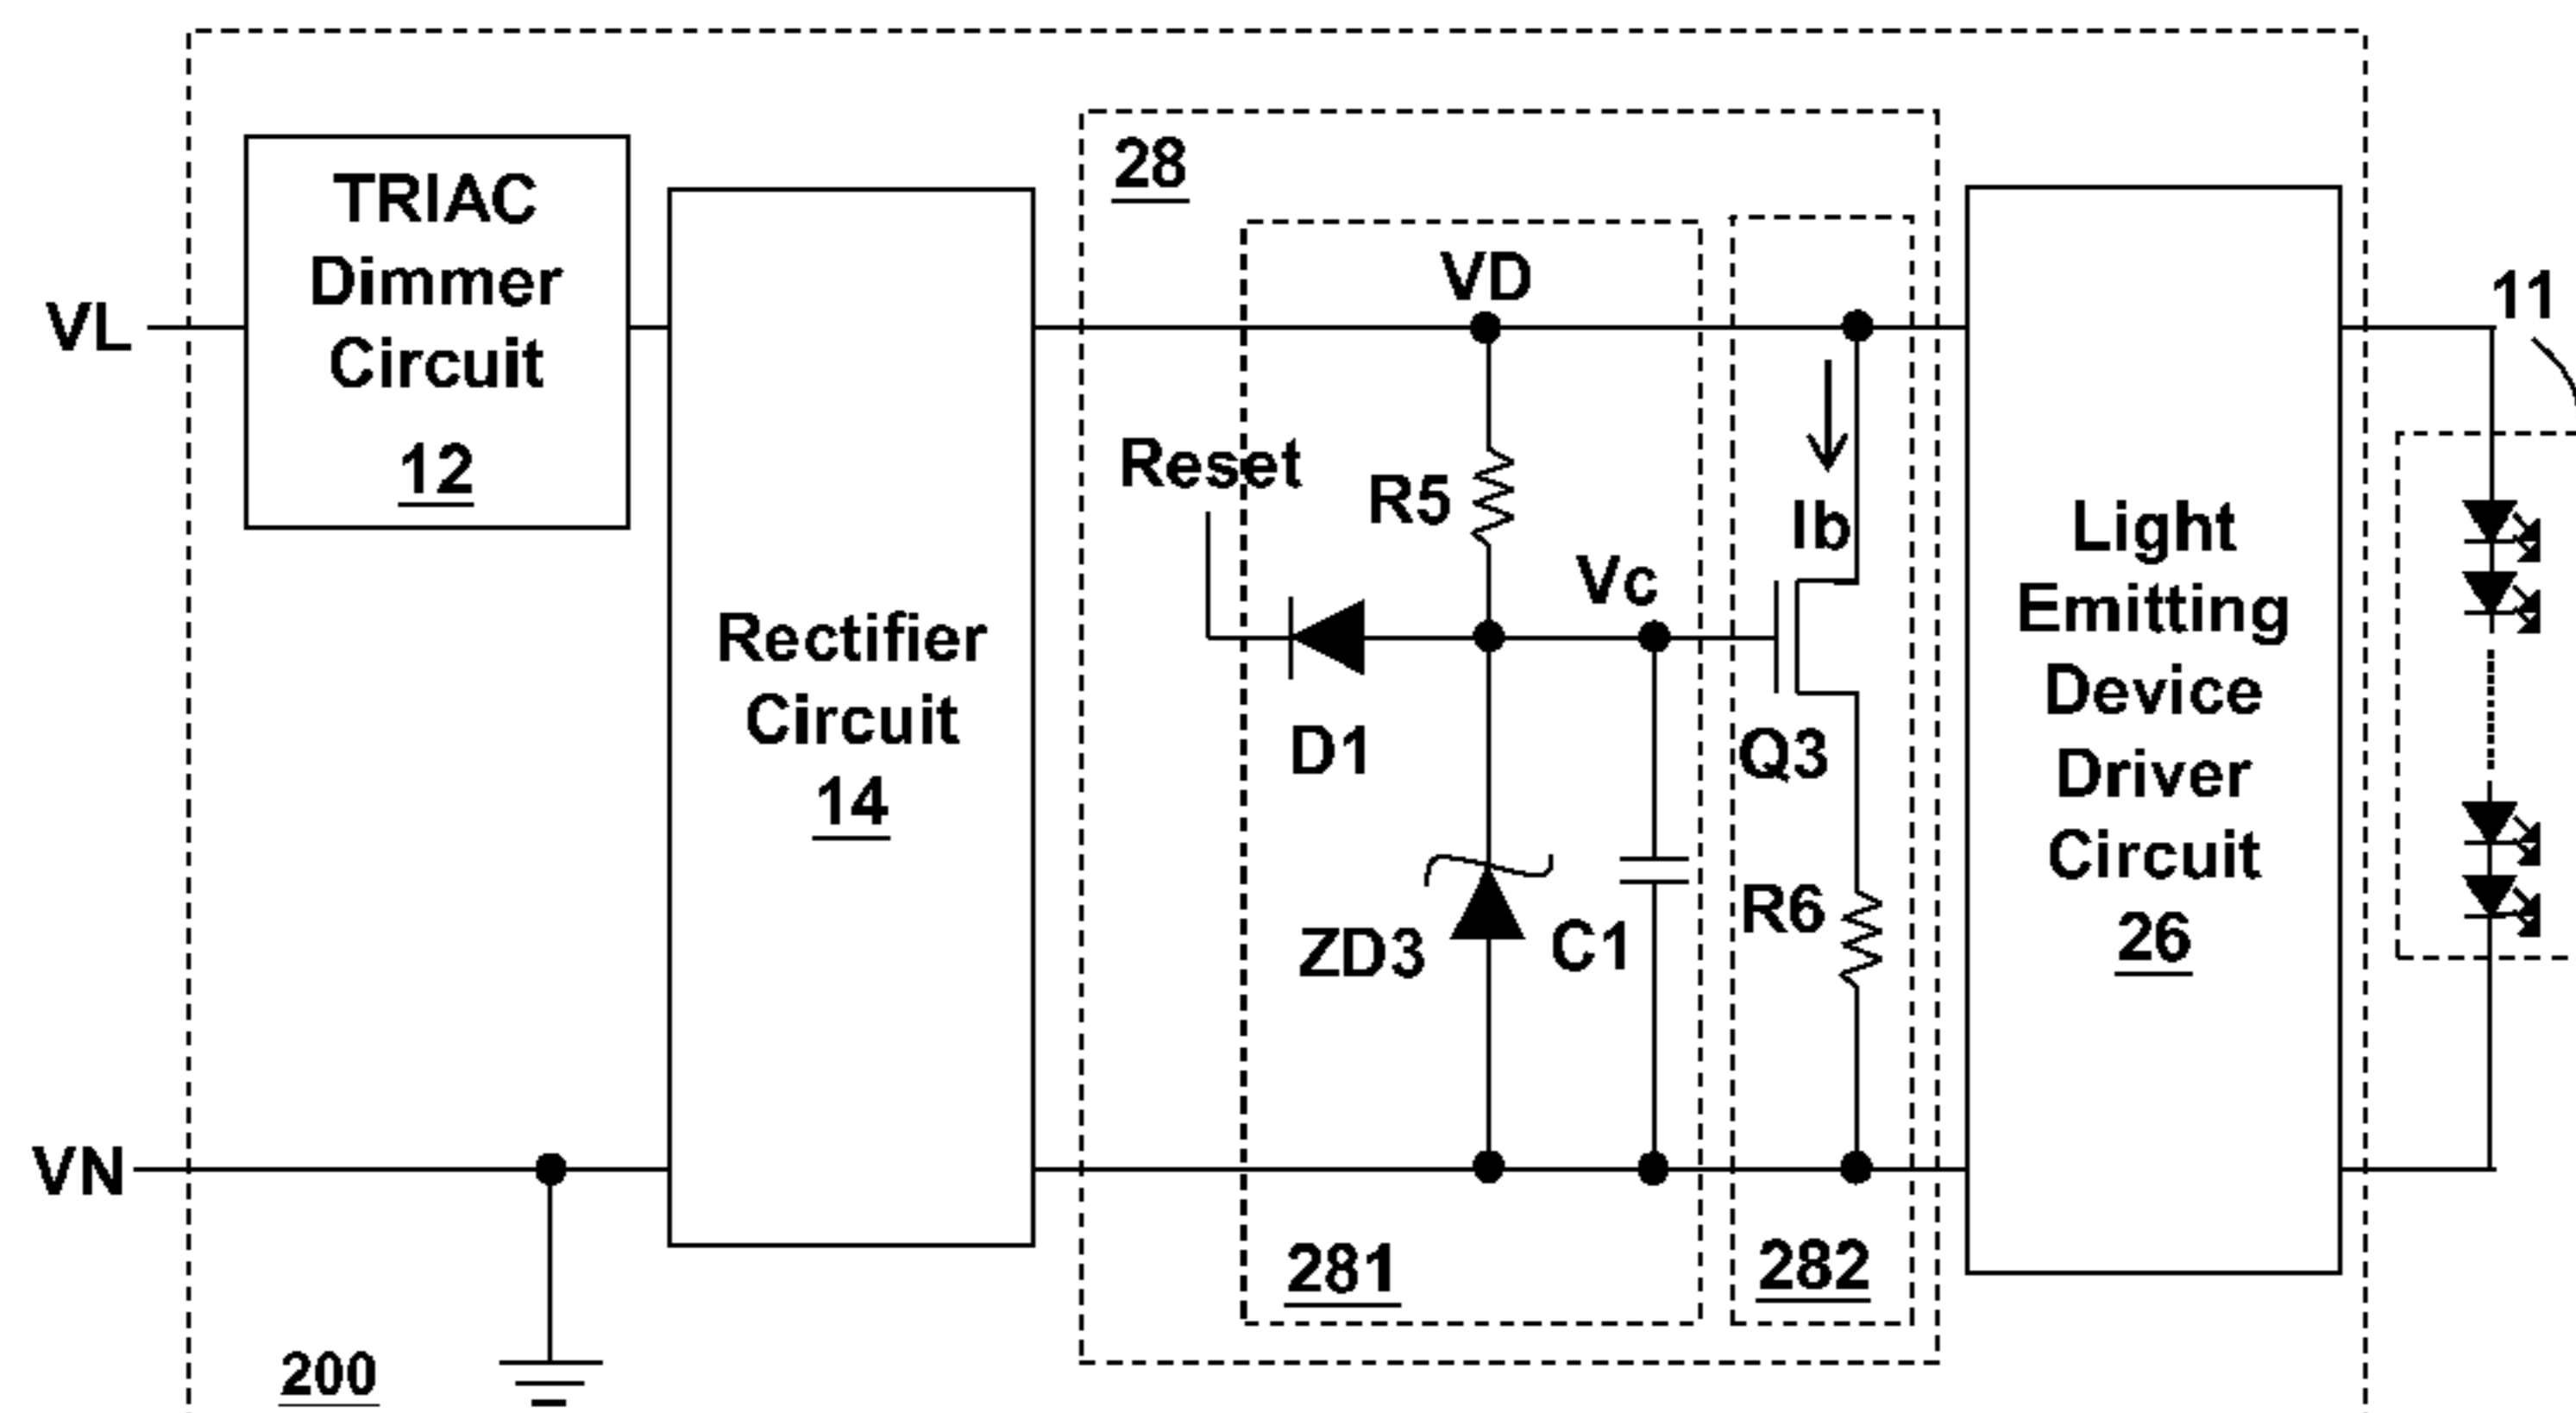 28
TRIAC
Dimmer
Circuit
12
VL
VD
11
Reset
R5
Ib
Vc
Light
Emitting
Device
Driver
Circuit
26
Rectifier
Circuit
14
D1
Q3
ZD3
C1
R6
VN
281
282
200